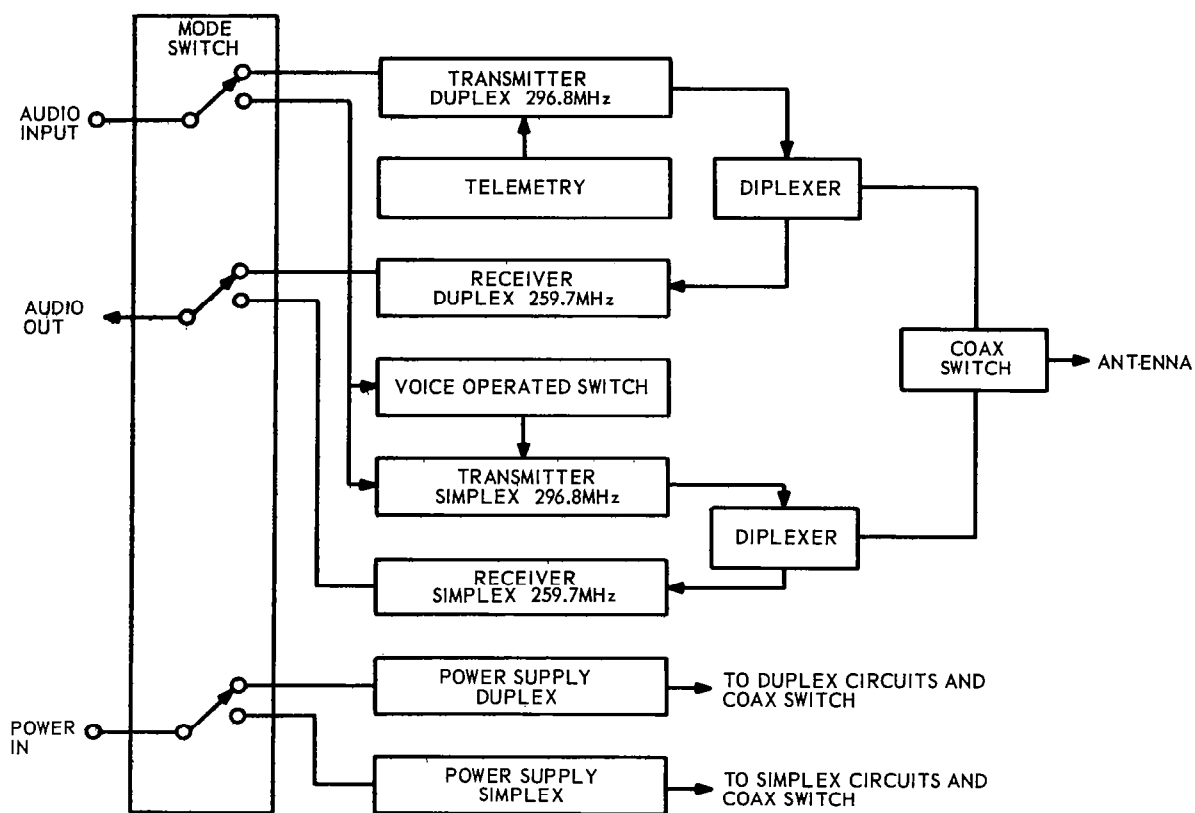 MODE
SWITCH
AUDIO
INPUT
TRANSMITTER
DUPLEX 296.8MHz
TELEMETRY
DIPLEXER
RECEIVER
DUPLEX 259.7MHz
AUDIO
OUT
COAX
SWITCH
ANTENNA
VOICE OPERATED SWITCH
TRANSMITTER
SIMPLEX 296.8MHz
DIPLEXER
RECEIVER
SIMPLEX 259.7MHz
POWER SUPPLY
DUPLEX
TO DUPLEX CIRCUITS AND
COAX SWITCH
POWER
IN
POWER SUPPLY
SIMPLEX
TO SIMPLEX CIRCUITS AND
COAX SWITCH